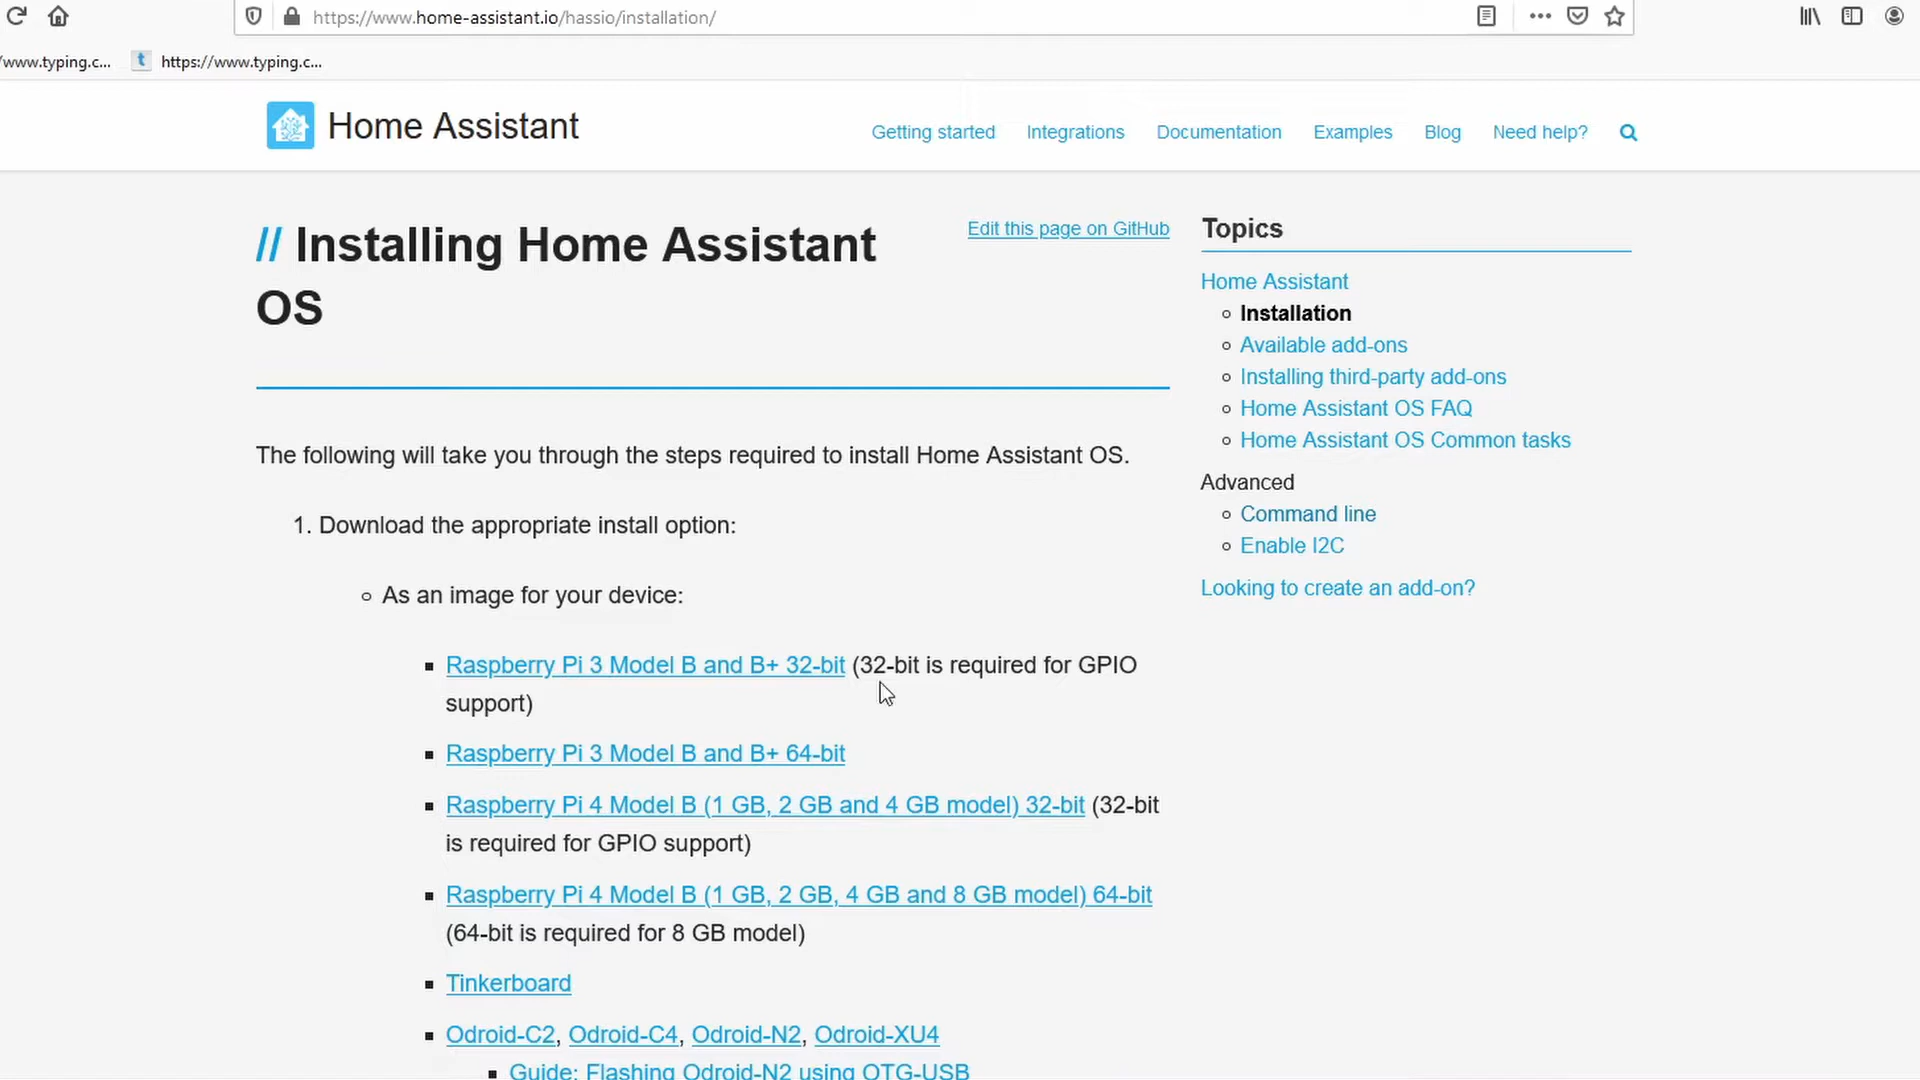 https://www.home-assistant.io/hassio/installation/
/www.typing.c... t https://www.typing.c...
Home Assistant
Getting started Integrations Documentation Examples Blog Need help?
// Installing Home Assistant
OS
Edit this page on GitHub
The following will take you through the steps required to install Home Assistant OS.
1. Download the appropriate install option:
As an image for your device:
Raspberry Pi 3 Model B and B+ 32-bit (32-bit is required for GPIO
support)
Raspberry Pi 3 Model B and B+ 64-bit
Raspberry Pi 4 Model B (1 GB, 2 GB and 4 GB model) 32-bit (32-bit
is required for GPIO support)
Raspberry Pi 4 Model B (1 GB, 2 GB, 4 GB and 8 GB model) 64-bit
(64-bit is required for 8 GB model)
Tinkerboard
Odroid-C2, Odroid-C4, Odroid-N2, Odroid-XU4
Guide: Flashing Odroid-N2 using OTG-USB
Topics
Home Assistant
Installation
Available add-ons
Installing third-party add-ons
Home Assistant OS FAQ
Home Assistant OS Common tasks
Advanced
Command line
Enable I2C
Looking to create an add-on?